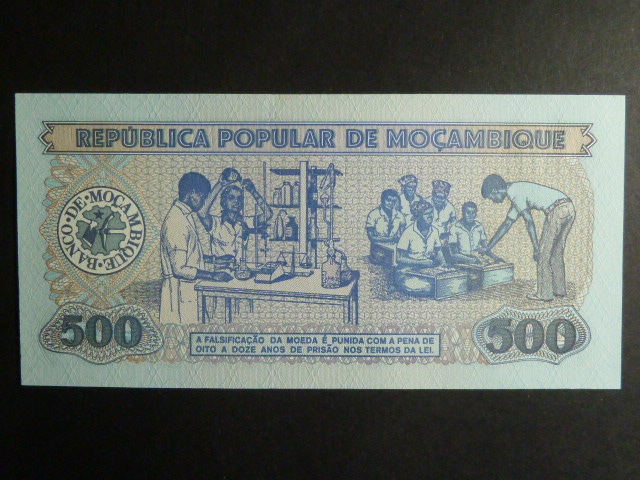 REPÚBLICA POPULAR DE MOÇAMBIQUE
BANCO·DE·MOÇAMBIQUE·
500
500
A FALSIFICAÇÃO DA MOEDA É PUNIDA COM A PENA DE
OITO A DOZE ANOS DE PRISÃO NOS TERMOS DA LEI.